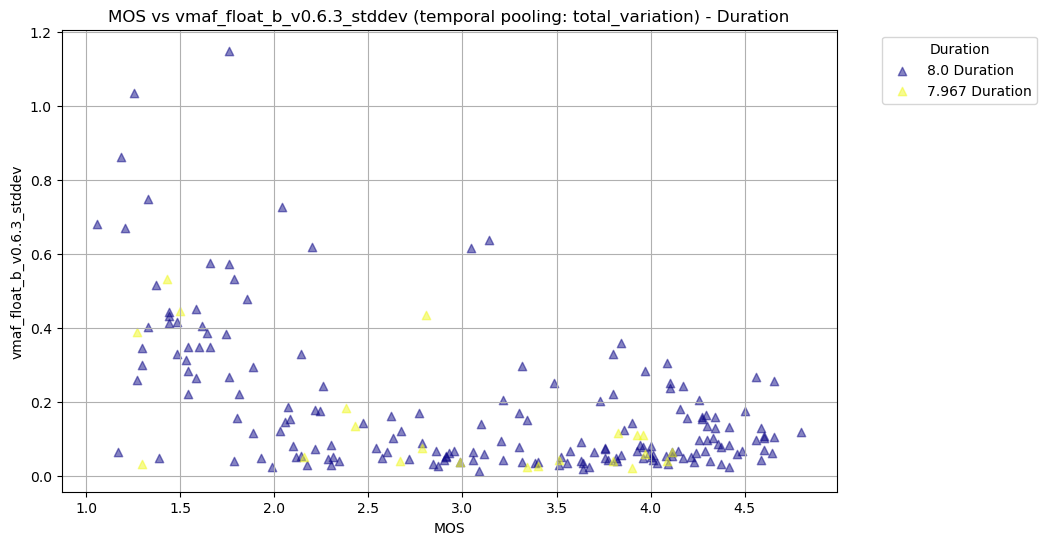 MOS vs vmaf_float_b_v0.6.3_stddev (temporal pooling: total_variation) - Duration
vmaf_float_b_v0.6.3_stddev
1.2
1.0
0.8
0.6
0.4
0.2
0.0
1.0 1.5 2.0 2.5 3.0 3.5 4.0 4.5
MOS
Duration
8.0 Duration
7.967 Duration